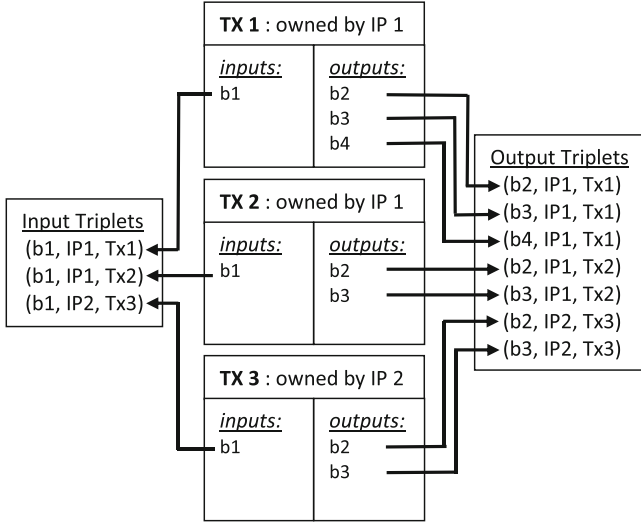 TX 1 : owned by IP 1
inputs:
b1
outputs:
b2
b3
b4
TX 2 : owned by IP 1
inputs:
b1
outputs:
b2
b3
TX 3 : owned by IP 2
inputs:
b1
outputs:
b2
b3
Input Triplets
(b1, IP1, Tx1)
(b1, IP1, Tx2)
(b1, IP2, Tx3)
Output Triplets
(b2, IP1, Tx1)
(b3, IP1, Tx1)
(b4, IP1, Tx1)
(b2, IP1, Tx2)
(b3, IP1, Tx2)
(b2, IP2, Tx3)
(b3, IP2, Tx3)